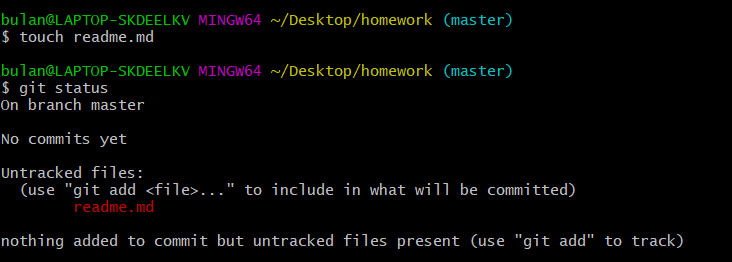 bulan@LAPTOP-SKDEELKV MINGW64 ~/Desktop/homework (master)
$ touch readme.md
bulan@LAPTOP-SKDEELKV MINGW64 ~/Desktop/homework (master)
$ git status
On branch master
No commits yet
Untracked files:
  (use "git add <file>..." to include in what will be committed)
        readme.md
nothing added to commit but untracked files present (use "git add" to track)